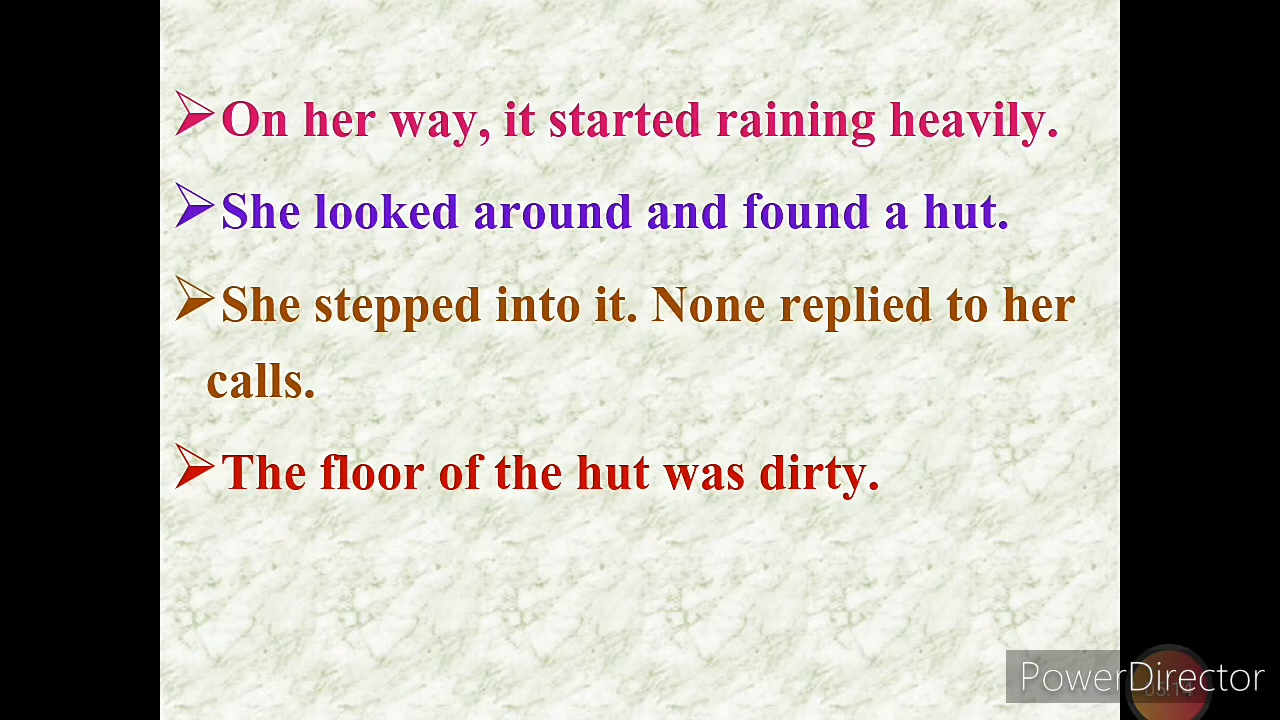 On her way, it started raining heavily.
She looked around and found a hut.
She stepped into it. None replied to her
calls.
The floor of the hut was dirty.
PowerDirector